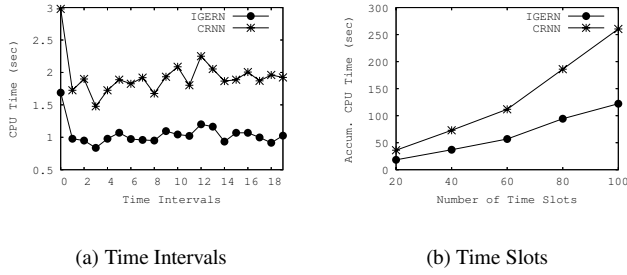 IGERN
CRNN
3
2.5
2
1.5
1
0.5
CPU Time (sec)
0 2 4 6 8 10 12 14 16 18
Time Intervals
(a) Time Intervals
IGERN
CRNN
300
250
200
150
100
50
0
Accum. CPU Time (sec)
20 40 60 80 100
Number of Time Slots
(b) Time Slots